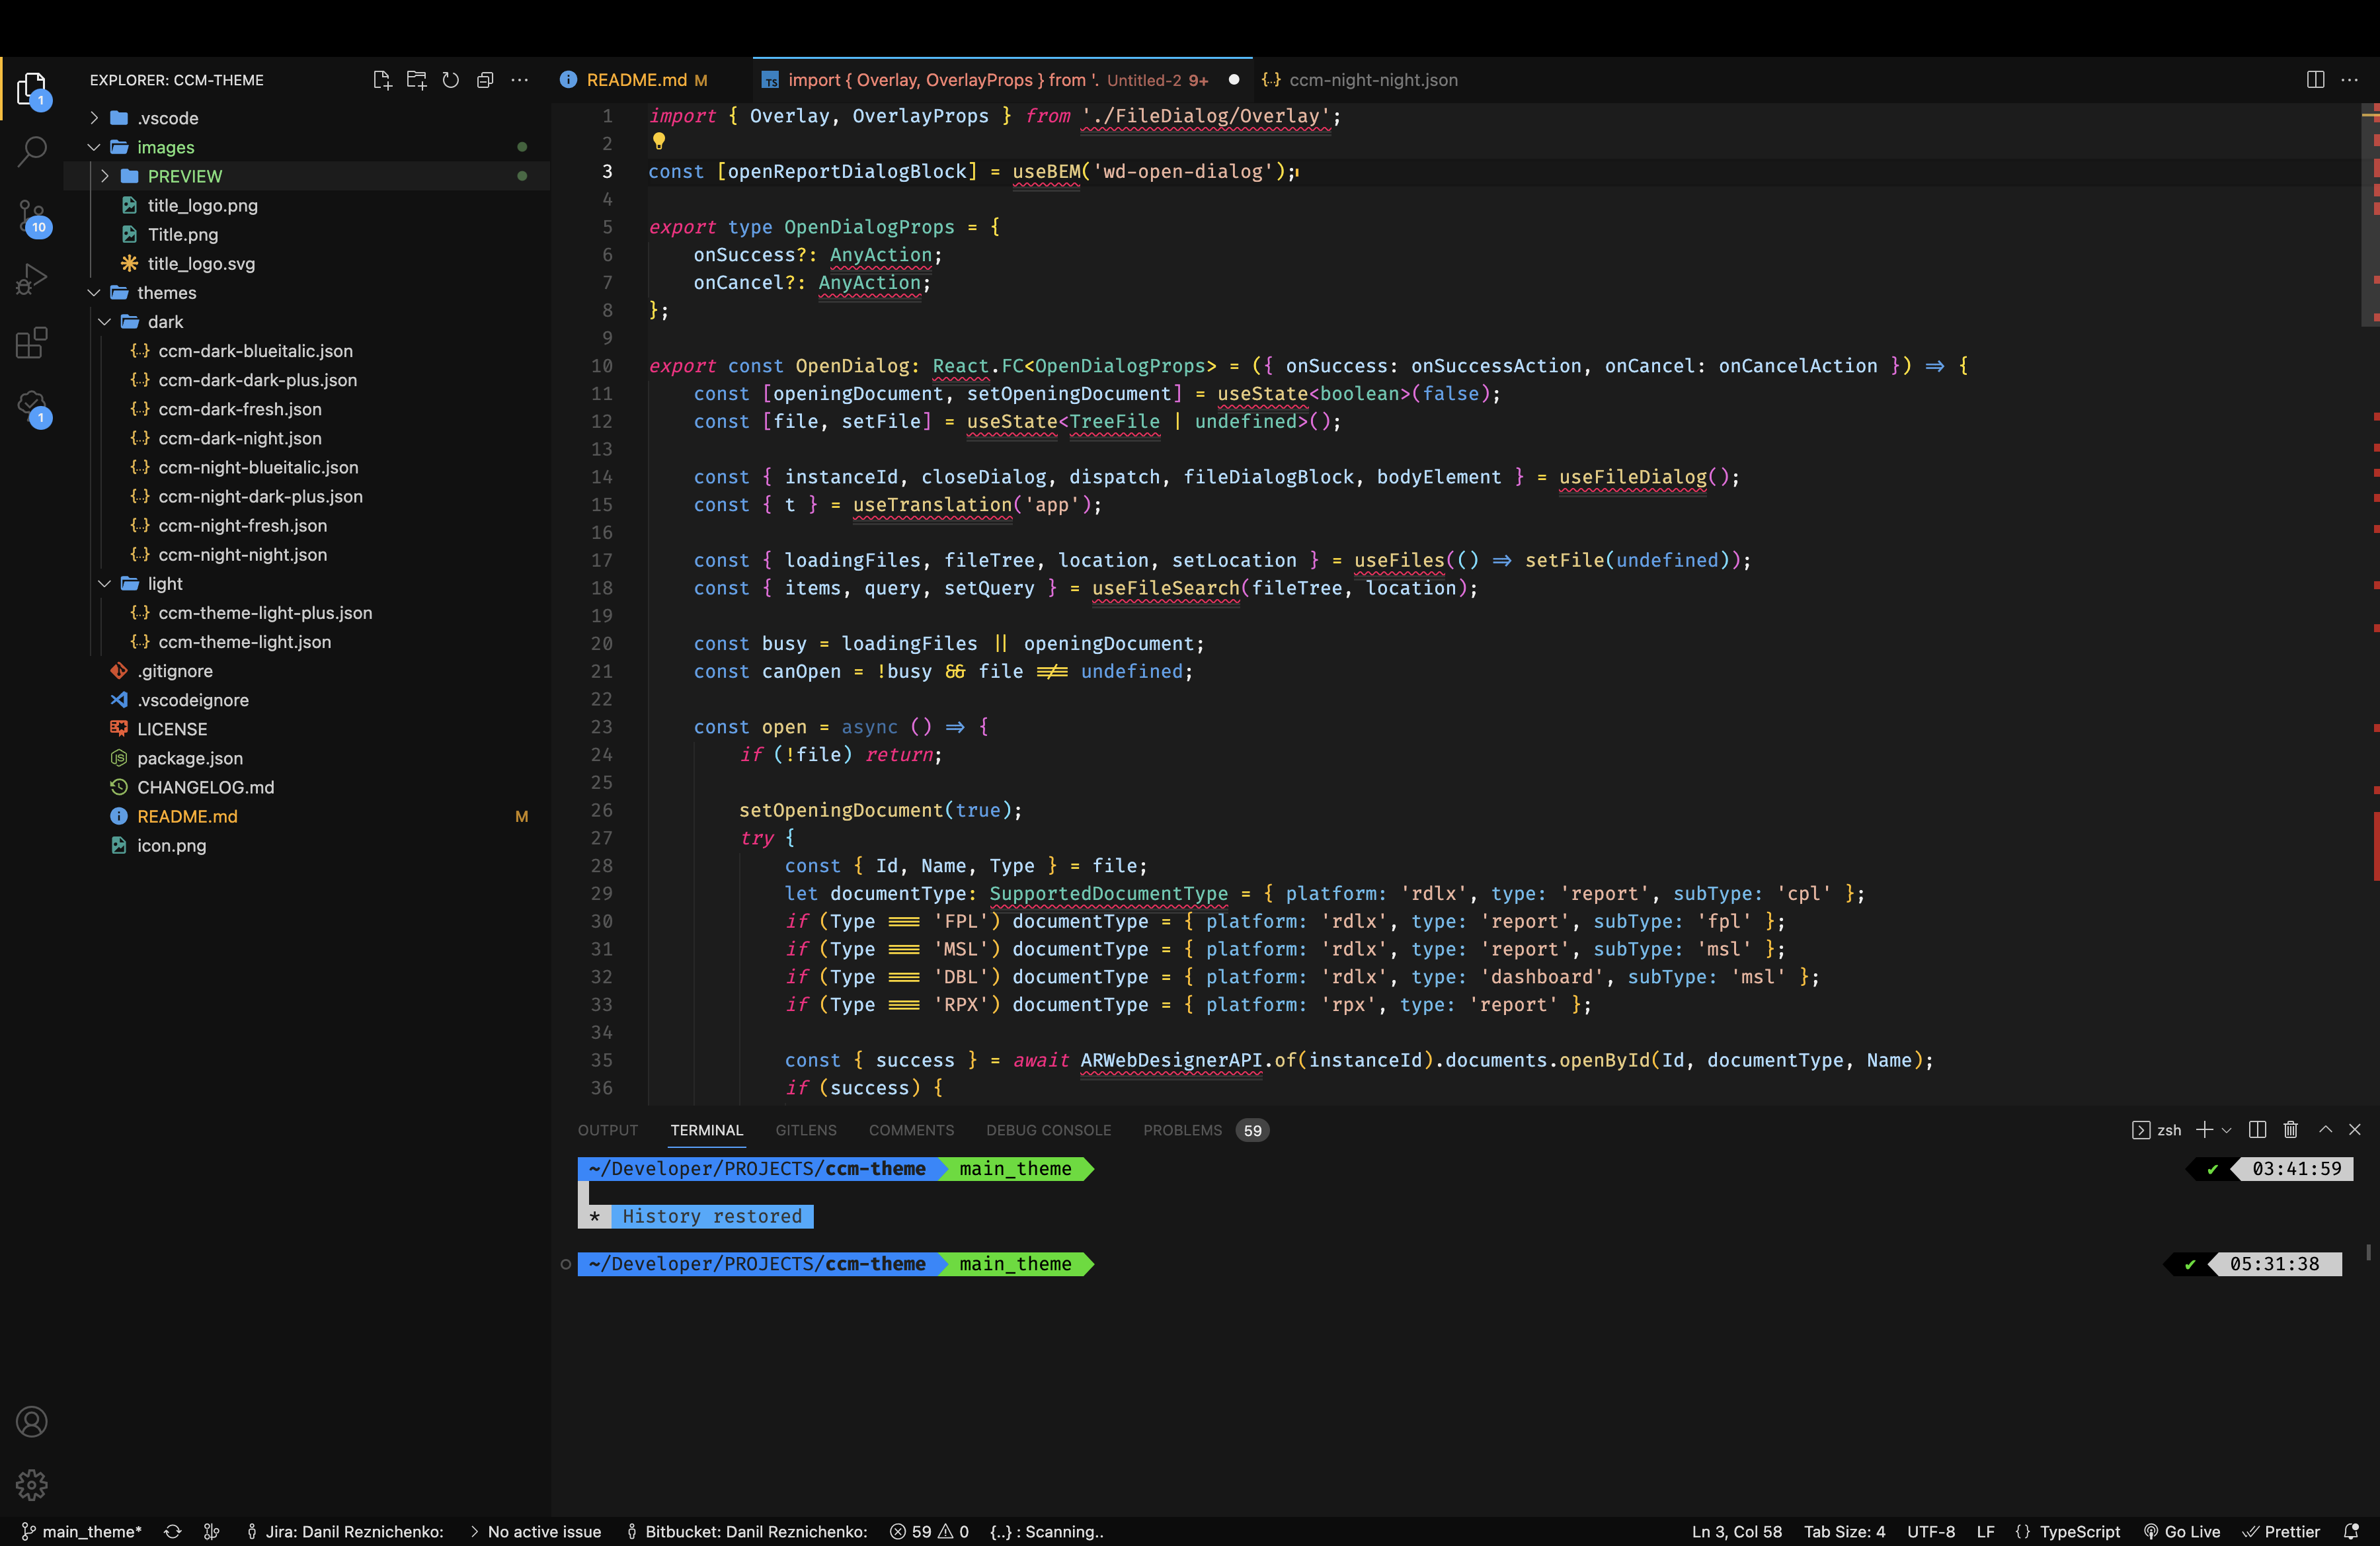 EXPLORER: CCM-THEME
.vscode
images
PREVIEW
title_logo.png
Title.png
title_logo.svg
themes
dark
ccm-dark-blueitalic.json
ccm-dark-dark-plus.json
ccm-dark-fresh.json
ccm-dark-night.json
ccm-night-blueitalic.json
ccm-night-dark-plus.json
ccm-night-fresh.json
ccm-night-night.json
light
ccm-theme-light-plus.json
ccm-theme-light.json
.gitignore
.vscodeignore
LICENSE
package.json
CHANGELOG.md
README.md M
icon.png
1
10
1
README.md M
TS import { Overlay, OverlayProps } from '. Untitled-2 9+
{..} ccm-night-night.json
1 import { Overlay, OverlayProps } from './FileDialog/Overlay';
2
3 const [openReportDialogBlock] = useBEM('wd-open-dialog');
4
5 export type OpenDialogProps = {
6 onSuccess?: AnyAction;
7 onCancel?: AnyAction;
8 };
9
10 export const OpenDialog: React.FC<OpenDialogProps> = ({ onSuccess: onSuccessAction, onCancel: onCancelAction }) => {
11 const [openingDocument, setOpeningDocument] = useState<boolean>(false);
12 const [file, setFile] = useState<TreeFile | undefined>();
13
14 const { instanceId, closeDialog, dispatch, fileDialogBlock, bodyElement } = useFileDialog();
15 const { t } = useTranslation('app');
16
17 const { loadingFiles, fileTree, location, setLocation } = useFiles(() => setFile(undefined));
18 const { items, query, setQuery } = useFileSearch(fileTree, location);
19
20 const busy = loadingFiles || openingDocument;
21 const canOpen = !busy && file !== undefined;
22
23 const open = async () => {
24 if (!file) return;
25
26 setOpeningDocument(true);
27 try {
28 const { Id, Name, Type } = file;
29 let documentType: SupportedDocumentType = { platform: 'rdlx', type: 'report', subType: 'cpl' };
30 if (Type === 'FPL') documentType = { platform: 'rdlx', type: 'report', subType: 'fpl' };
31 if (Type === 'MSL') documentType = { platform: 'rdlx', type: 'report', subType: 'msl' };
32 if (Type === 'DBL') documentType = { platform: 'rdlx', type: 'dashboard', subType: 'msl' };
33 if (Type === 'RPX') documentType = { platform: 'rpx', type: 'report' };
34
35 const { success } = await ARWebDesignerAPI.of(instanceId).documents.openById(Id, documentType, Name);
36 if (success) {
OUTPUT TERMINAL GITLENS COMMENTS DEBUG CONSOLE PROBLEMS 59 zsh
~/Developer/PROJECTS/ccm-theme main_theme ✔ 03:41:59
* History restored
~/Developer/PROJECTS/ccm-theme main_theme ✔ 05:31:38
main_theme* Jira: Danil Reznichenko: No active issue Bitbucket: Danil Reznichenko: 59 0 {..} : Scanning.. Ln 3, Col 58 Tab Size: 4 UTF-8 LF {} TypeScript Go Live Prettier